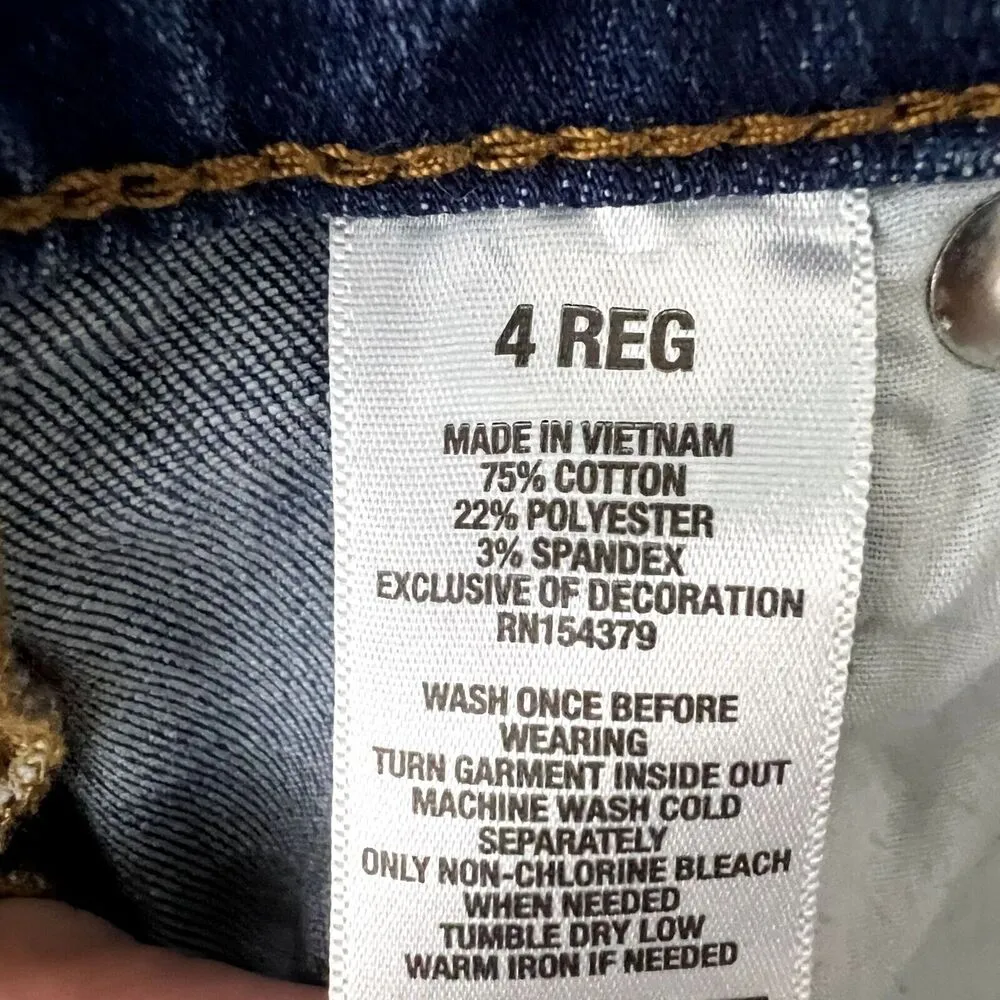 4 REG
MADE IN VIETNAM
75% COTTON
22% POLYESTER
3% SPANDEX
EXCLUSIVE OF DECORATION
RN154379
WASH ONCE BEFORE
WEARING
TURN GARMENT INSIDE OUT
MACHINE WASH COLD
SEPARATELY
ONLY NON-CHLORINE BLEACH
WHEN NEEDED
TUMBLE DRY LOW
WARM IRON IF NEEDED